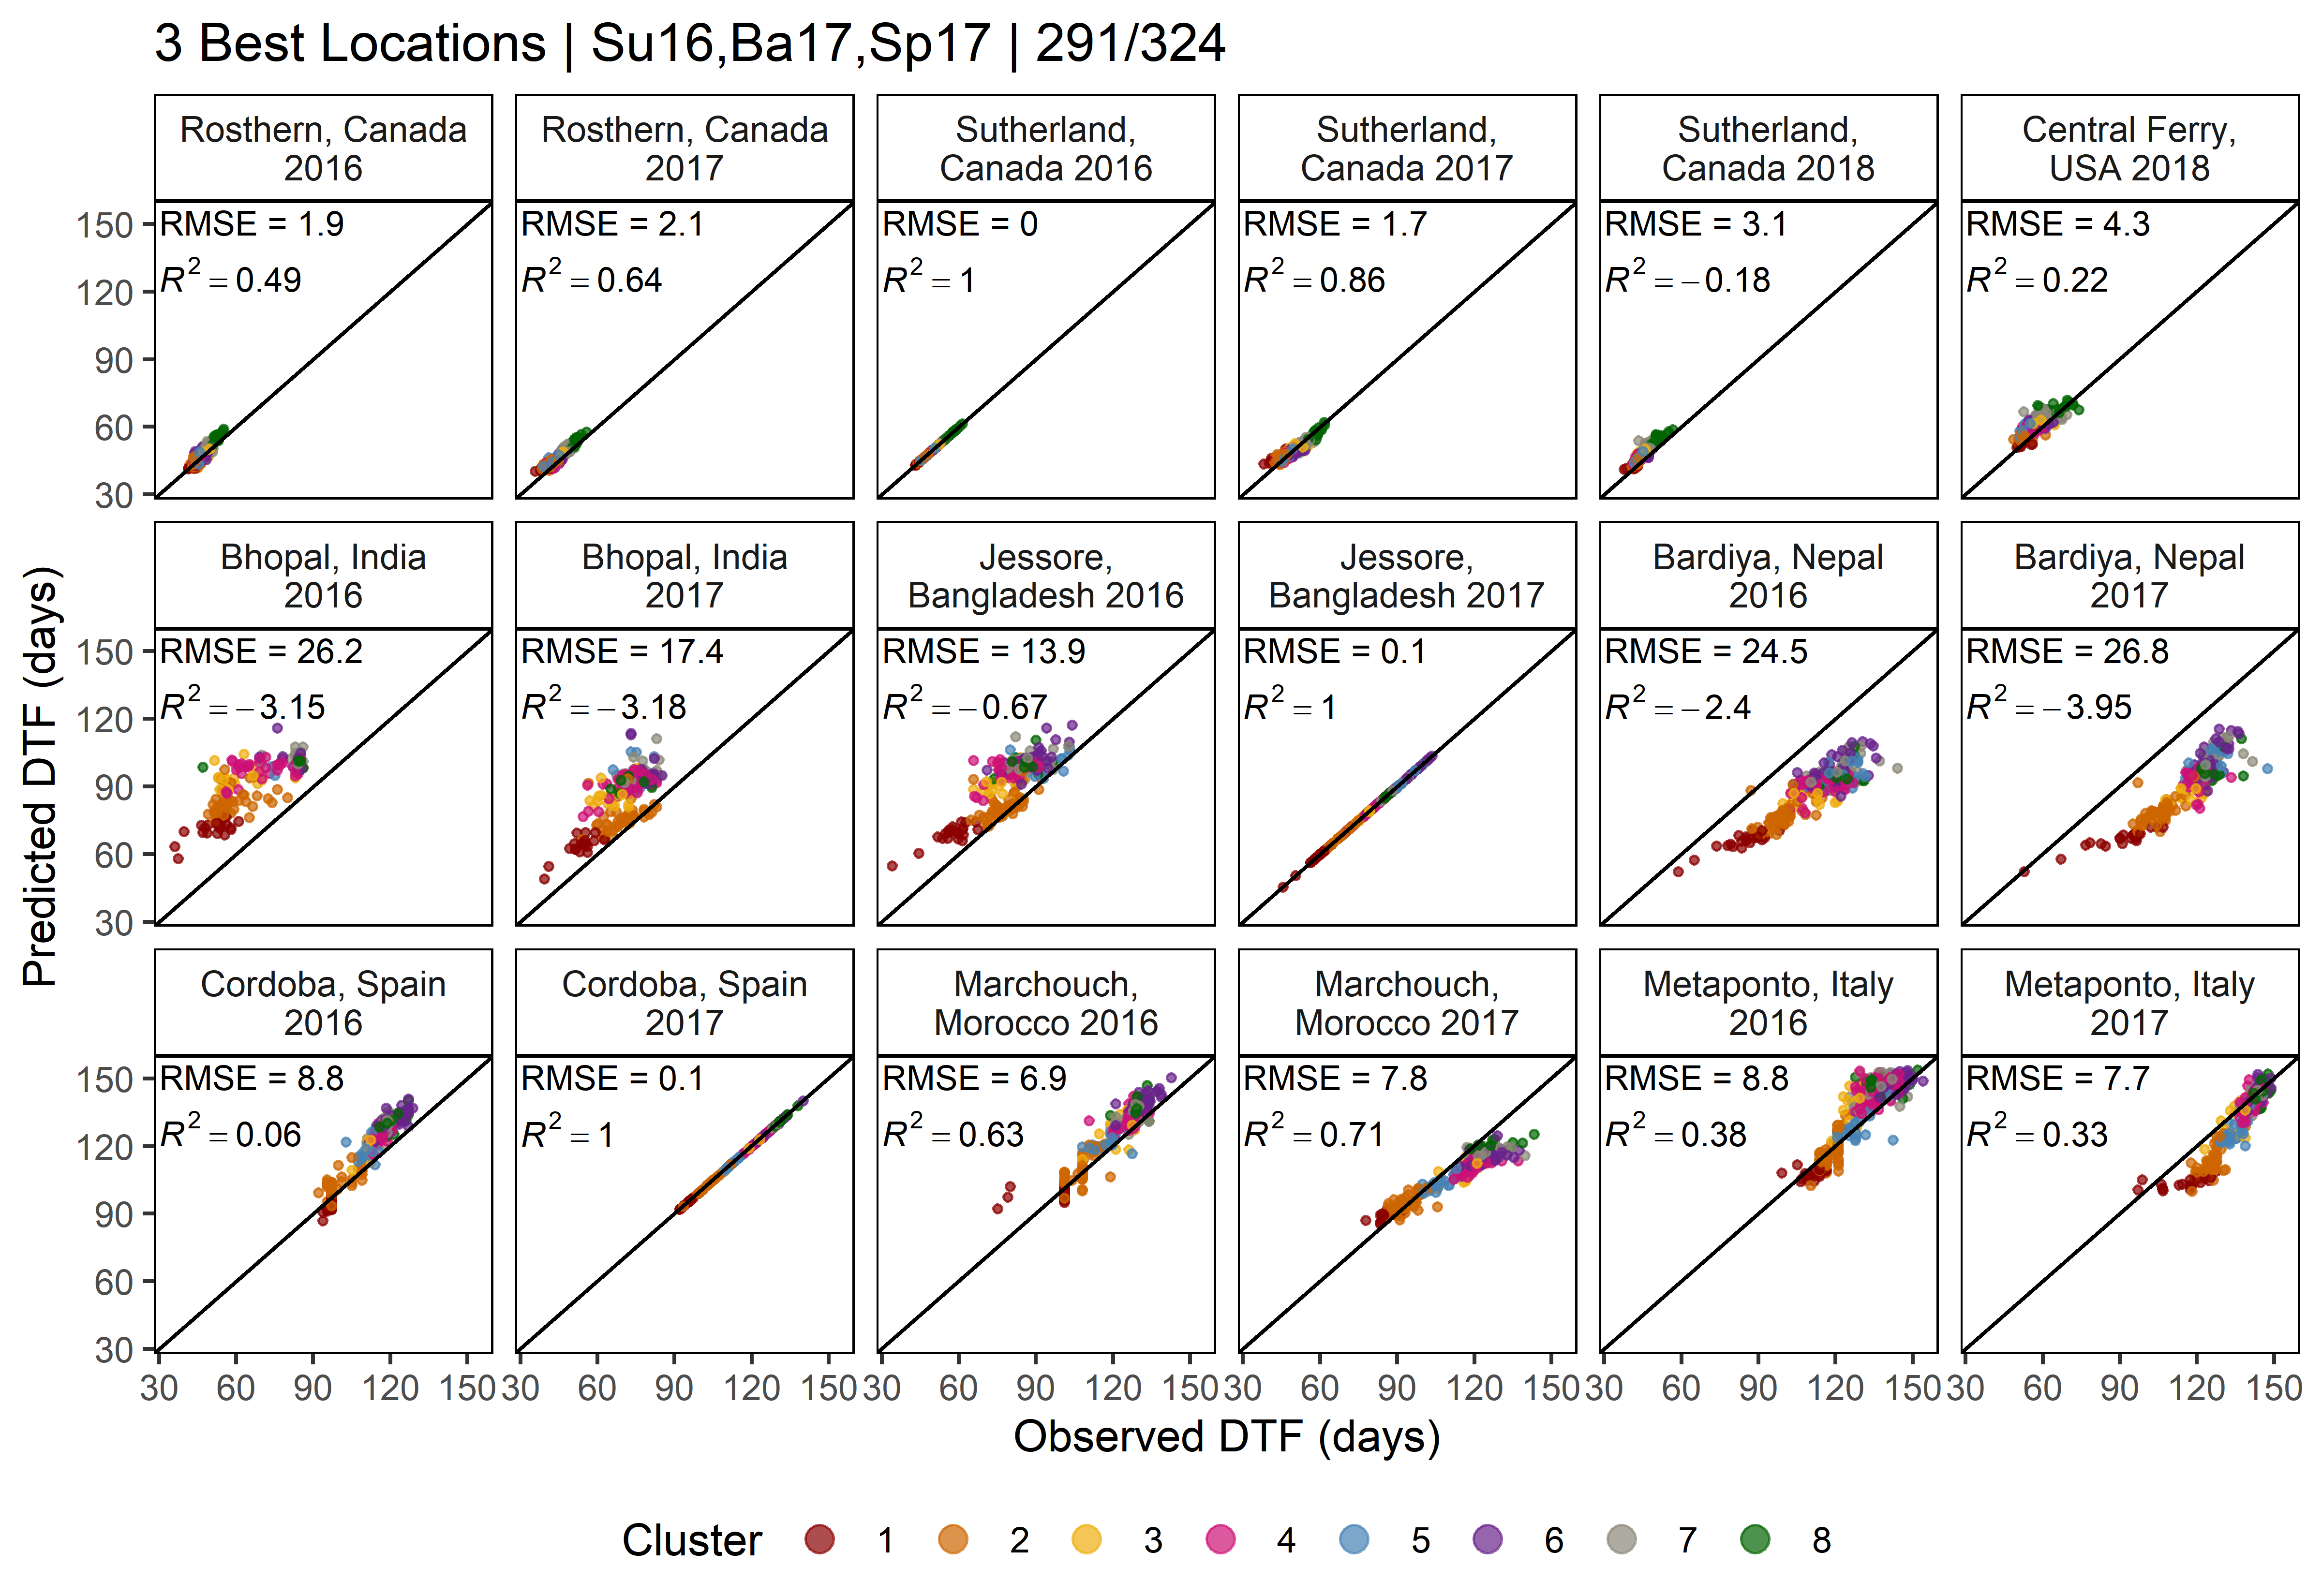 3 Best Locations | Su16,Ba17,Sp17 | 291/324
Rosthern, Canada
2016
Rosthern, Canada
2017
Sutherland,
Canada 2016
Sutherland,
Canada 2017
Sutherland,
Canada 2018
Central Ferry,
USA 2018
RMSE = 1.9
R² = 0.49
RMSE = 2.1
R² = 0.64
RMSE = 0
R² = 1
RMSE = 1.7
R² = 0.86
RMSE = 3.1
R² = −0.18
RMSE = 4.3
R² = 0.22
150
120
90
60
30
Bhopal, India
2016
Bhopal, India
2017
Jessore,
Bangladesh 2016
Jessore,
Bangladesh 2017
Bardiya, Nepal
2016
Bardiya, Nepal
2017
RMSE = 26.2
R² = −3.15
RMSE = 17.4
R² = −3.18
RMSE = 13.9
R² = −0.67
RMSE = 0.1
R² = 1
RMSE = 24.5
R² = −2.4
RMSE = 26.8
R² = −3.95
150
120
90
60
30
Predicted DTF (days)
Cordoba, Spain
2016
Cordoba, Spain
2017
Marchouch,
Morocco 2016
Marchouch,
Morocco 2017
Metaponto, Italy
2016
Metaponto, Italy
2017
RMSE = 8.8
R² = 0.06
RMSE = 0.1
R² = 1
RMSE = 6.9
R² = 0.63
RMSE = 7.8
R² = 0.71
RMSE = 8.8
R² = 0.38
RMSE = 7.7
R² = 0.33
150
120
90
60
30
30 60 90 120 150 30 60 90 120 150 30 60 90 120 150 30 60 90 120 150 30 60 90 120 150 30 60 90 120 150
Observed DTF (days)
Cluster 1 2 3 4 5 6 7 8